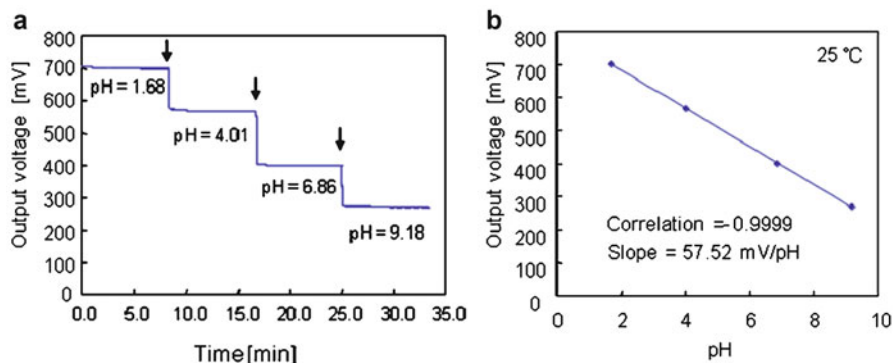 a
Output voltage [mV]
800
700
600
500
400
300
200
100
0
pH = 1.68
pH = 4.01
pH = 6.86
pH = 9.18
0.0 5.0 10.0 15.0 20.0 25.0 30.0 35.0
Time[min]
b
Output voltage [mV]
800
700
600
500
400
300
200
100
0
25 °C
Correlation =-0.9999
Slope = 57.52 mV/pH
0 2 4 6 8 10
pH